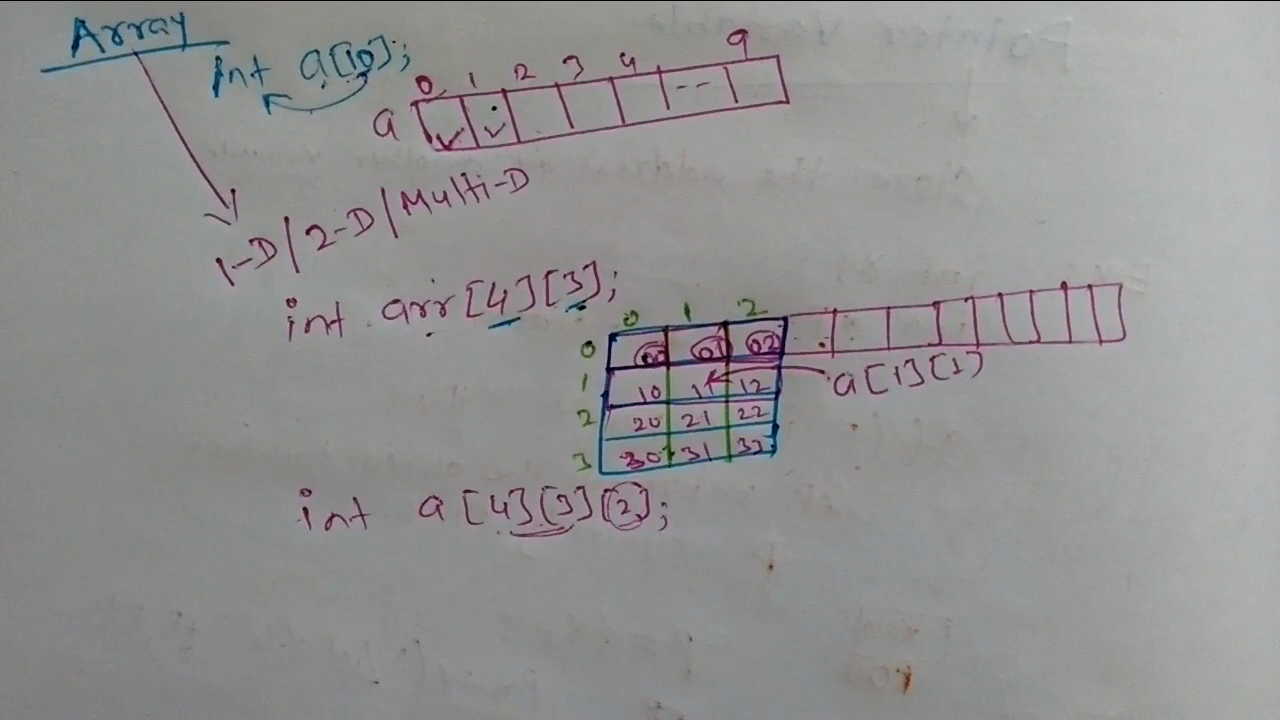 Array
int a[10];
0 1 2 3 4 9
a
--
1-D/2-D/Multi-D
int arr[4][3];
0 1 2
0 00 01 02
1 10 11 12
a[1][1]
2 20 21 22
3 30 31 32
int a[4][3][2];